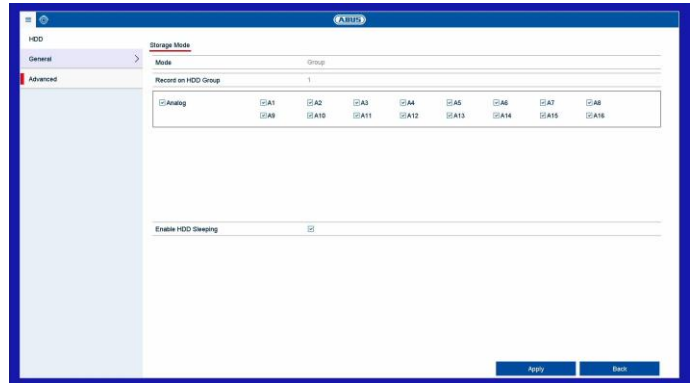 ABUS
HDD
General
Advanced
Storage Mode
Mode Group
Record on HDD Group 1
Analog A1 A2 A3 A4 A5 A6 A7 A8
A9 A10 A11 A12 A13 A14 A15 A16
Enable HDD Sleeping
Apply Back